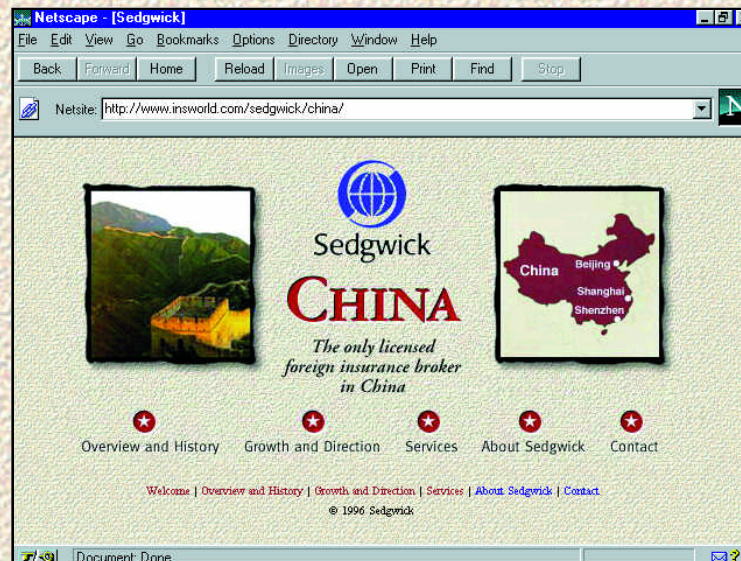 Netscape - [Sedgwick]
File Edit View Go Bookmarks Options Directory Window Help
Back Forward Home Reload Images Open Print Find Stop
Netsite: http://www.insworld.com/sedgwick/china/
N
Sedgwick
CHINA
The only licensed
foreign insurance broker
in China
China
Beijing
Shanghai
Shenzhen
Overview and History Growth and Direction Services About Sedgwick Contact
Welcome | Overview and History | Growth and Direction | Services | About Sedgwick | Contact
© 1996 Sedgwick
Document: Done